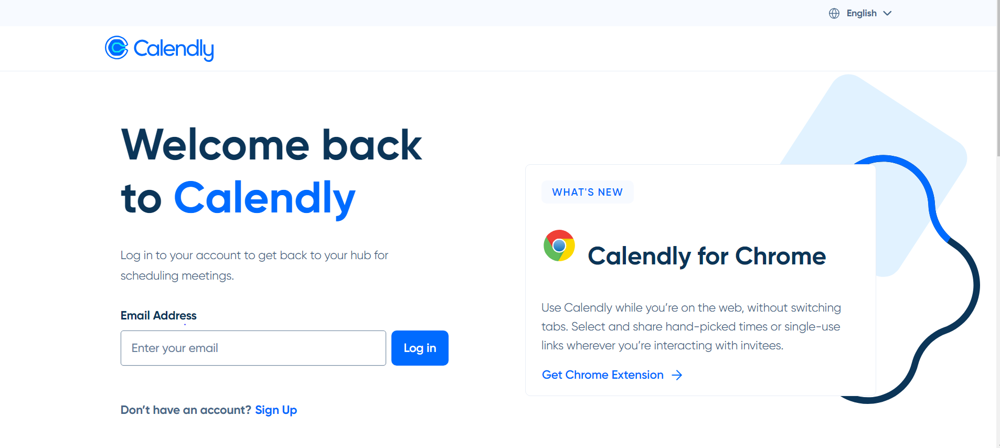 English
Calendly
Welcome back
to Calendly
Log in to your account to get back to your hub for
scheduling meetings.
Email Address
Enter your email
Log in
Don’t have an account? Sign Up
WHAT'S NEW
Calendly for Chrome
Use Calendly while you’re on the web, without switching
tabs. Select and share hand-picked times or single-use
links wherever you’re interacting with invitees.
Get Chrome Extension